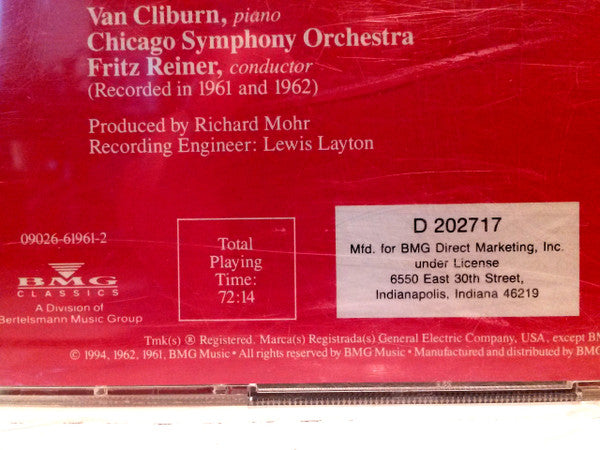 Van Cliburn, piano
Chicago Symphony Orchestra
Fritz Reiner, conductor
(Recorded in 1961 and 1962)
Produced by Richard Mohr
Recording Engineer: Lewis Layton
09026-61961-2
BMG
CLASSICS
A Division of
Bertelsmann Music Group
Total
Playing
Time:
72:14
D 202717
Mfd. for BMG Direct Marketing, Inc.
under License
6550 East 30th Street,
Indianapolis, Indiana 46219
Tmk(s) ® Registered. Marca(s) Registrada(s) General Electric Company, USA, except BM
© 1994, 1962, 1961, BMG Music • All rights reserved by BMG Music • Manufactured and distributed by BMG